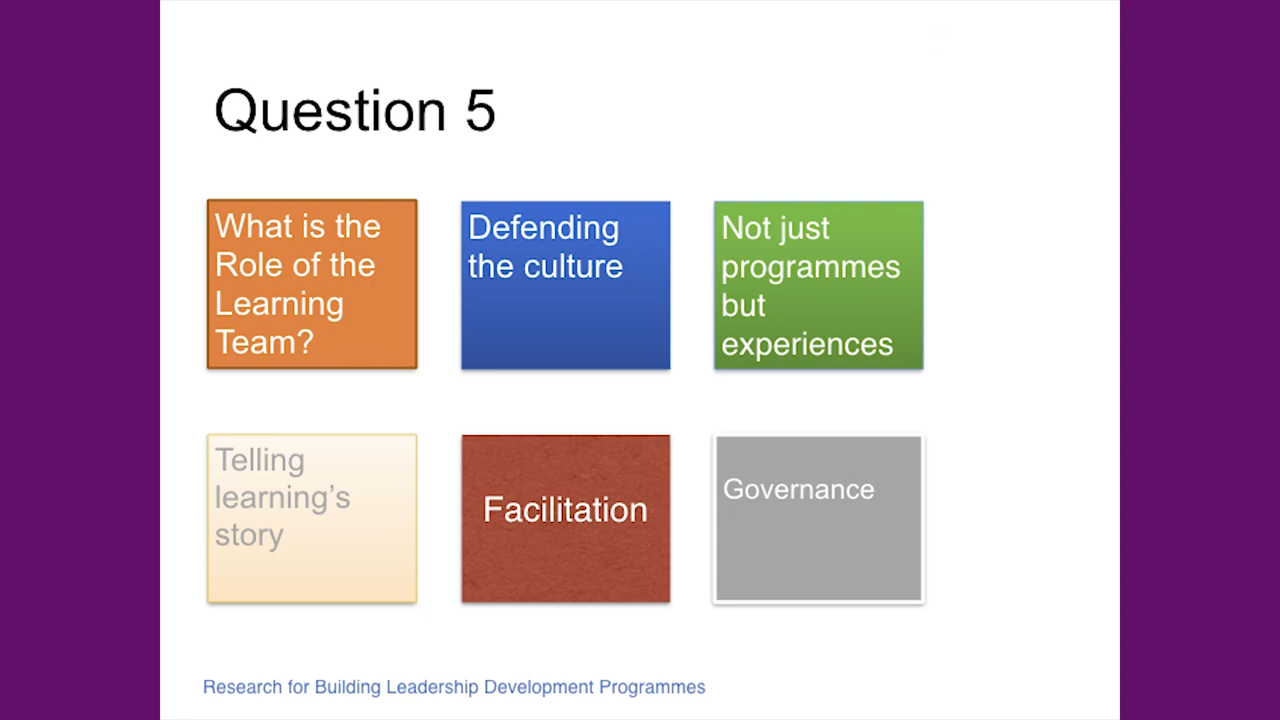 Question 5
What is the
Role of the
Learning
Team?
Defending
the culture
Not just
programmes
but
experiences
Telling
learning’s
story
Facilitation
Governance
Research for Building Leadership Development Programmes